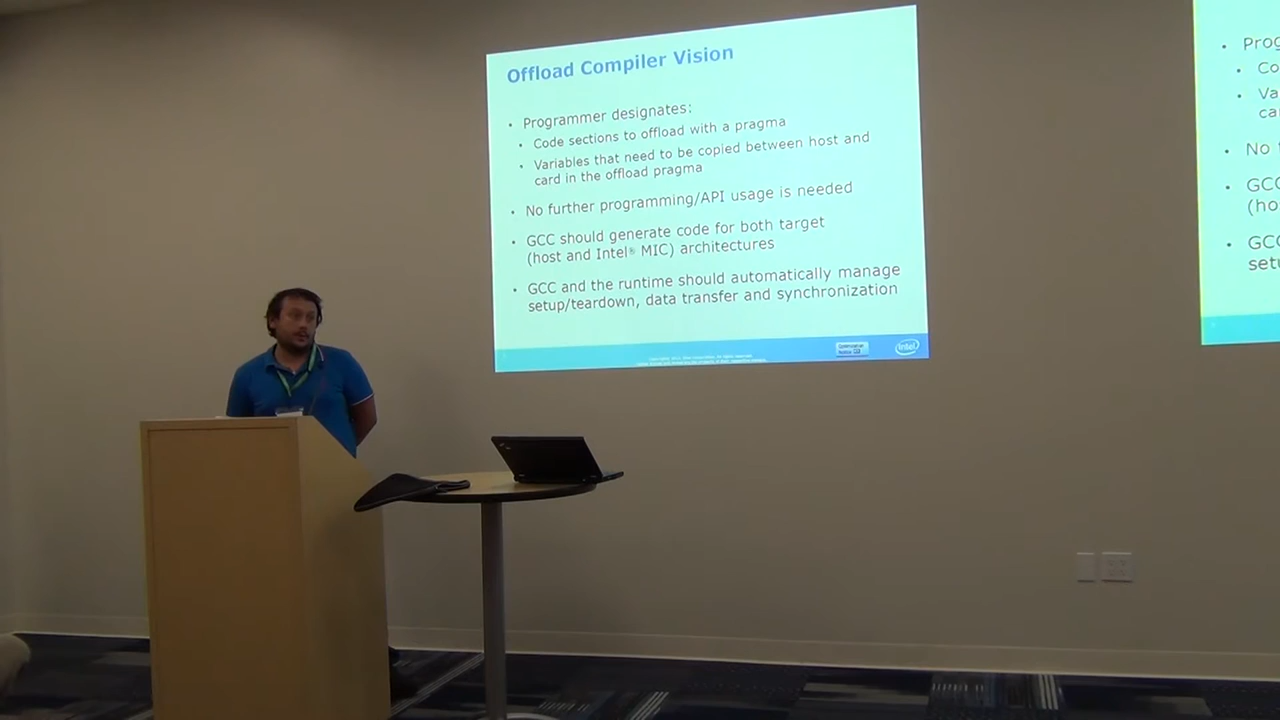 Offload Compiler Vision
• Programmer designates:
• Code sections to offload with a pragma
• Variables that need to be copied between host and
card in the offload pragma
• No further programming/API usage is needed
• GCC should generate code for both target
(host and Intel® MIC) architectures
• GCC and the runtime should automatically manage
setup/teardown, data transfer and synchronization
Optimization
Notice
intel
• Prog
• Co
• Va
ca
• No
• GCC
(ho
• GCC
setu